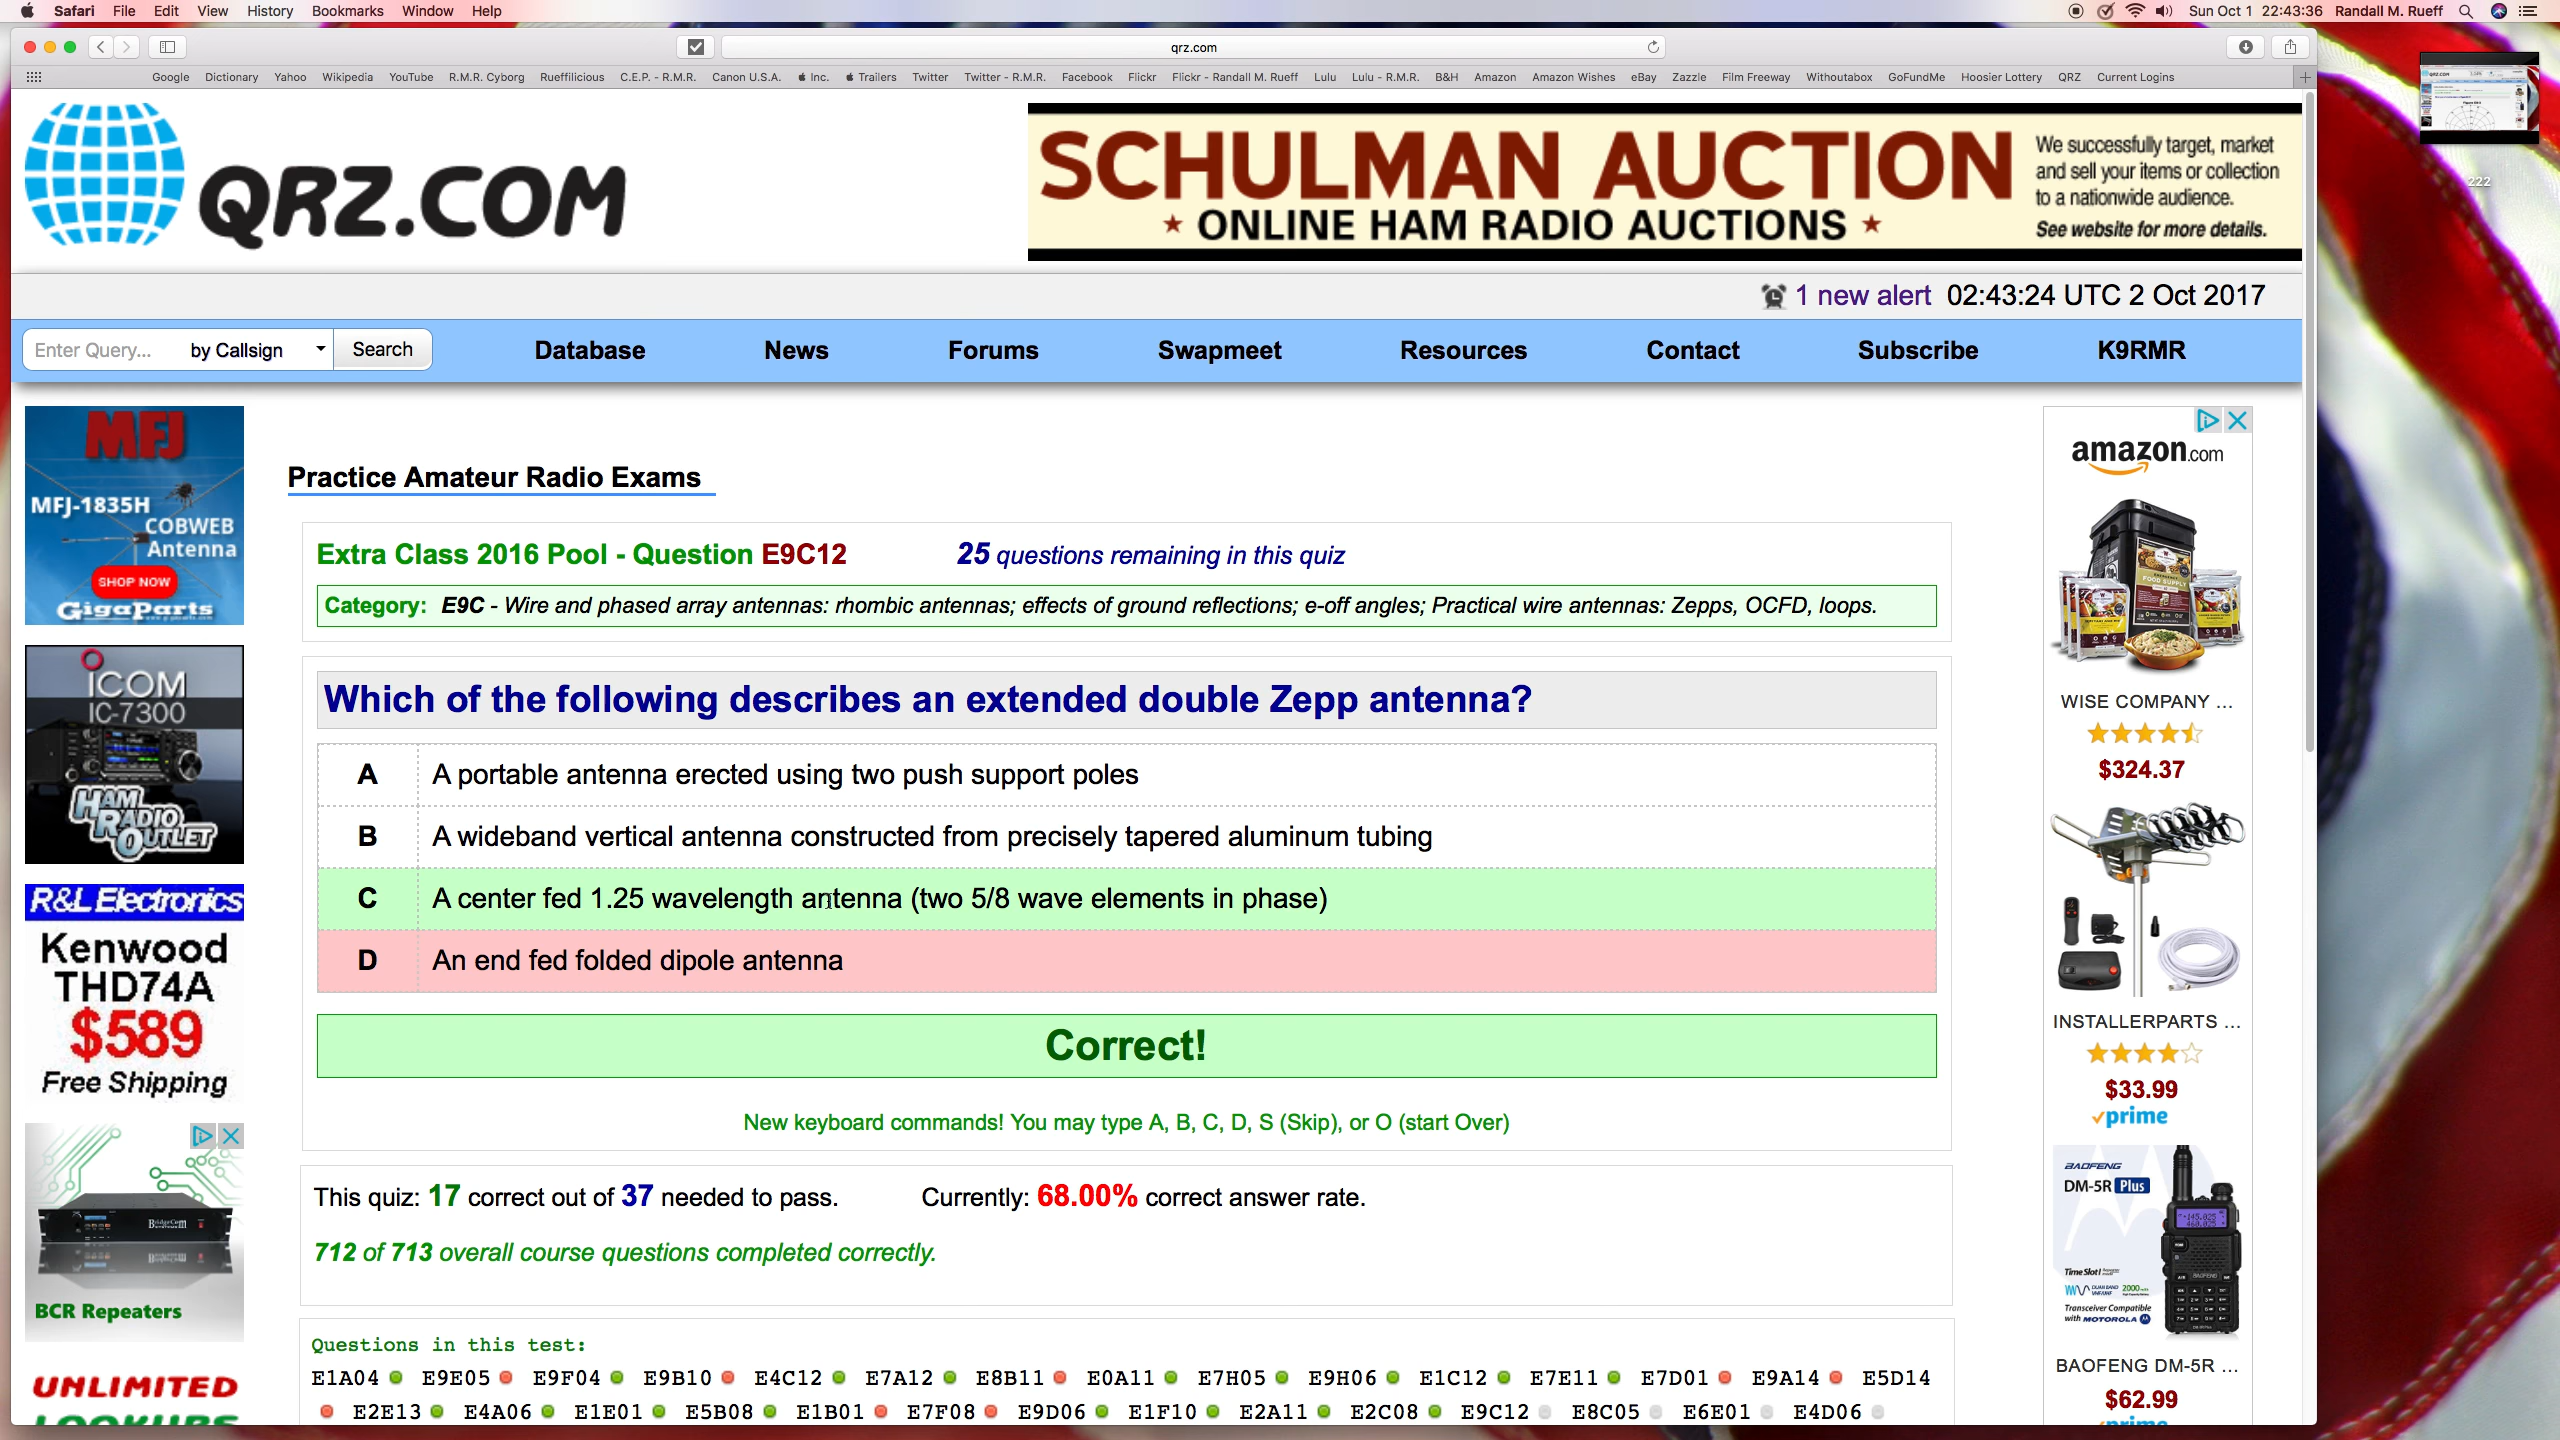 Safari File Edit View History Bookmarks Window Help
Sun Oct 1 22:43:36 Randall M. Rueff
qrz.com
Google Dictionary Yahoo Wikipedia YouTube R.M.R. Cyborg Rueffilicious C.E.P. - R.M.R. Canon U.S.A. Inc. Trailers Twitter Twitter - R.M.R. Facebook Flickr Flickr - Randall M. Rueff Lulu Lulu - R.M.R. B&H Amazon Amazon Wishes eBay Zazzle Film Freeway Withoutabox GoFundMe Hoosier Lottery QRZ Current Logins
222
QRZ.COM
SCHULMAN AUCTION
★ ONLINE HAM RADIO AUCTIONS ★
We successfully target, market
and sell your items or collection
to a nationwide audience.
See website for more details.
1 new alert 02:43:24 UTC 2 Oct 2017
Enter Query... by Callsign Search Database News Forums Swapmeet Resources Contact Subscribe K9RMR
MFJ
MFJ-1835H
COBWEB
Antenna
SHOP NOW
GigaParts
ICOM
IC-7300
HAM RADIO OUTLET
R&L Electronics
Kenwood
THD74A
$589
Free Shipping
BridgeCom
BCR Repeaters
UNLIMITED
LOOKUPS
Practice Amateur Radio Exams
Extra Class 2016 Pool - Question E9C12 25 questions remaining in this quiz
Category: E9C - Wire and phased array antennas: rhombic antennas; effects of ground reflections; e-off angles; Practical wire antennas: Zepps, OCFD, loops.
Which of the following describes an extended double Zepp antenna?
A A portable antenna erected using two push support poles
B A wideband vertical antenna constructed from precisely tapered aluminum tubing
C A center fed 1.25 wavelength antenna (two 5/8 wave elements in phase)
D An end fed folded dipole antenna
Correct!
New keyboard commands! You may type A, B, C, D, S (Skip), or O (start Over)
This quiz: 17 correct out of 37 needed to pass. Currently: 68.00% correct answer rate.
712 of 713 overall course questions completed correctly.
Questions in this test:
E1A04 E9E05 E9F04 E9B10 E4C12 E7A12 E8B11 E0A11 E7H05 E9H06 E1C12 E7E11 E7D01 E9A14 E5D14
E2E13 E4A06 E1E01 E5B08 E1B01 E7F08 E9D06 E1F10 E2A11 E2C08 E9C12 E8C05 E6E01 E4D06
amazon.com
WISE COMPANY ...
$324.37
INSTALLERPARTS ...
$33.99
prime
BAOFENG
DM-5R Plus
Transceiver Compatible
with MOTOROLA
BAOFENG DM-5R ...
$62.99
prime